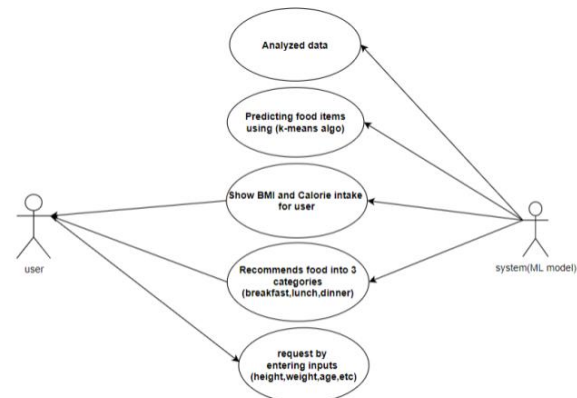 Analyzed data
Predicting food items
using (k-means algo)
Show BMI and Calorie intake
for user
user
system(ML model)
Recommends food into 3
categories
(breakfast,lunch,dinner)
request by
entering inputs
(height,weight,age,etc)